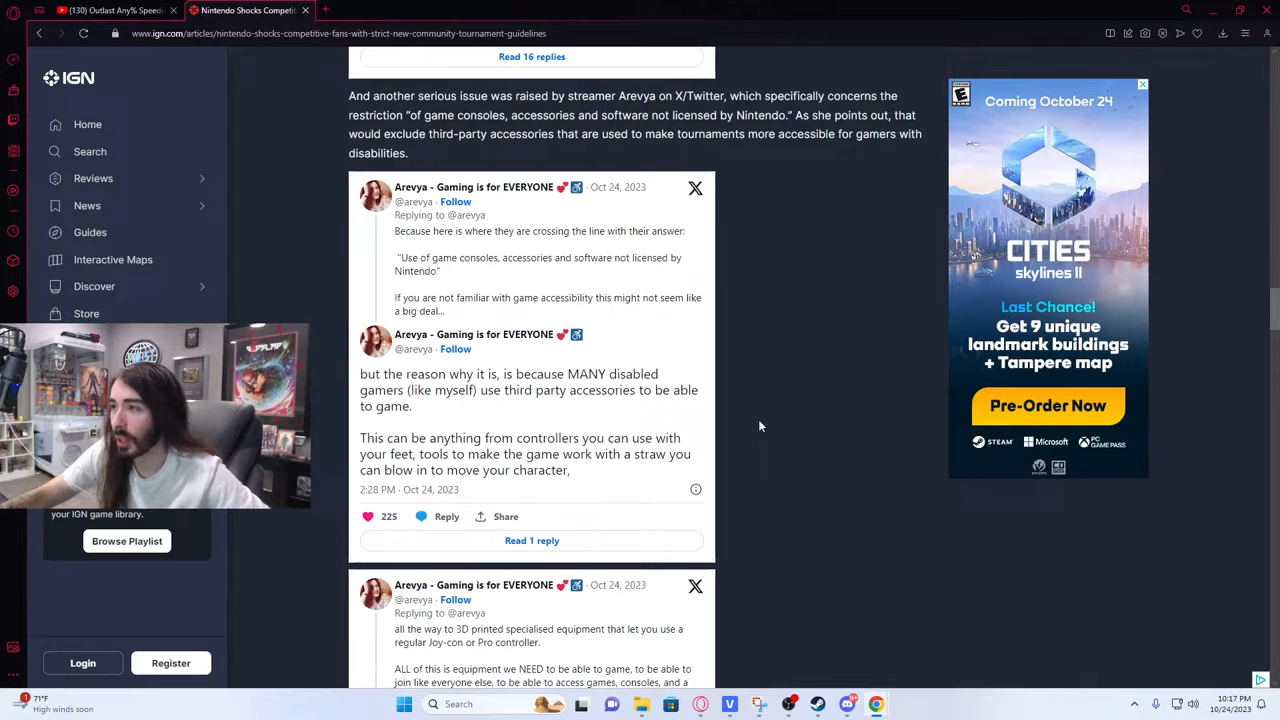 (130) Outlast Any% Speedr
Nintendo Shocks Competitive F
www.ign.com/articles/nintendo-shocks-competitive-fans-with-strict-new-community-tournament-guidelines
IGN
Home
Search
Reviews
News
Guides
Interactive Maps
Discover
Store
your IGN game library.
Browse Playlist
Login
Register
Read 16 replies
And another serious issue was raised by streamer Arevya on X/Twitter, which specifically concerns the
restriction “of game consoles, accessories and software not licensed by Nintendo.” As she points out, that
would exclude third-party accessories that are used to make tournaments more accessible for gamers with
disabilities.
Arevya - Gaming is for EVERYONE 💕♿ · Oct 24, 2023
@arevya · Follow
Replying to @arevya
Because here is where they are crossing the line with their answer:
"Use of game consoles, accessories and software not licensed by
Nintendo"
If you are not familiar with game accessibility this might not seem like
a big deal...
Arevya - Gaming is for EVERYONE 💕♿
@arevya · Follow
but the reason why it is, is because MANY disabled
gamers (like myself) use third party accessories to be able
to game.
This can be anything from controllers you can use with
your feet, tools to make the game work with a straw you
can blow in to move your character,
2:28 PM · Oct 24, 2023
225 Reply Share
Read 1 reply
Arevya - Gaming is for EVERYONE 💕♿ · Oct 24, 2023
@arevya · Follow
Replying to @arevya
all the way to 3D printed specialised equipment that let you use a
regular Joy-con or Pro controller.
ALL of this is equipment we NEED to be able to game, to be able to
join like everyone else, to be able to access games, consoles, and a
E
Coming October 24
CITIES
skylines II
Last Chance!
Get 9 unique
landmark buildings
+ Tampere map
Pre-Order Now
STEAM Microsoft PC GAME PASS
1
71°F
High winds soon
Search
10:17 PM
10/24/2023